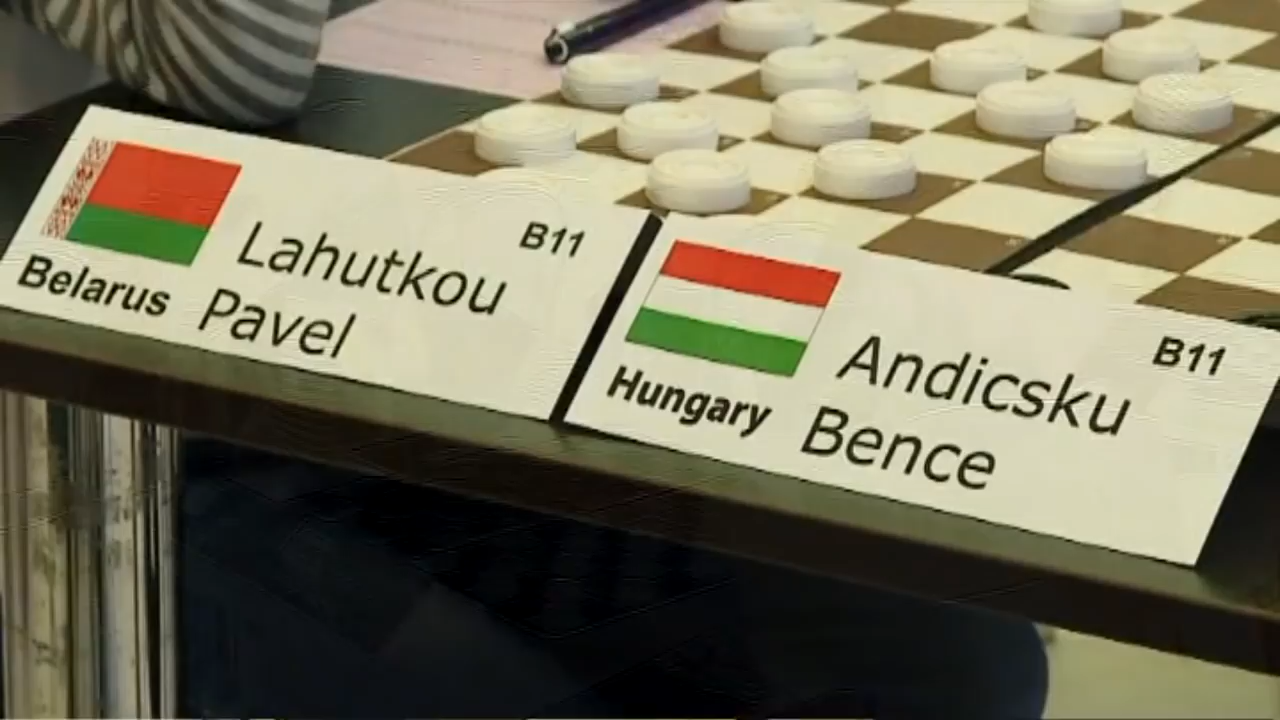 B11
Lahutkou
Belarus Pavel
B11
Andicsku
Hungary Bence